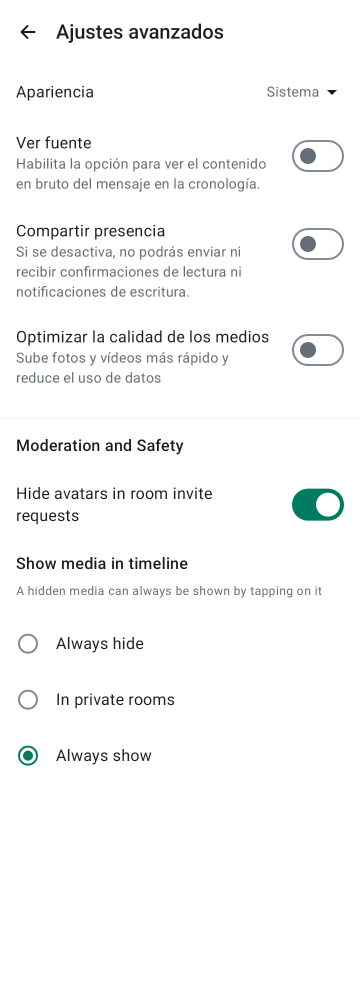 Ajustes avanzados
Apariencia
Sistema
Ver fuente
Habilita la opción para ver el contenido
en bruto del mensaje en la cronología.
Compartir presencia
Si se desactiva, no podrás enviar ni
recibir confirmaciones de lectura ni
notificaciones de escritura.
Optimizar la calidad de los medios
Sube fotos y vídeos más rápido y
reduce el uso de datos
Moderation and Safety
Hide avatars in room invite
requests
Show media in timeline
A hidden media can always be shown by tapping on it
Always hide
In private rooms
Always show